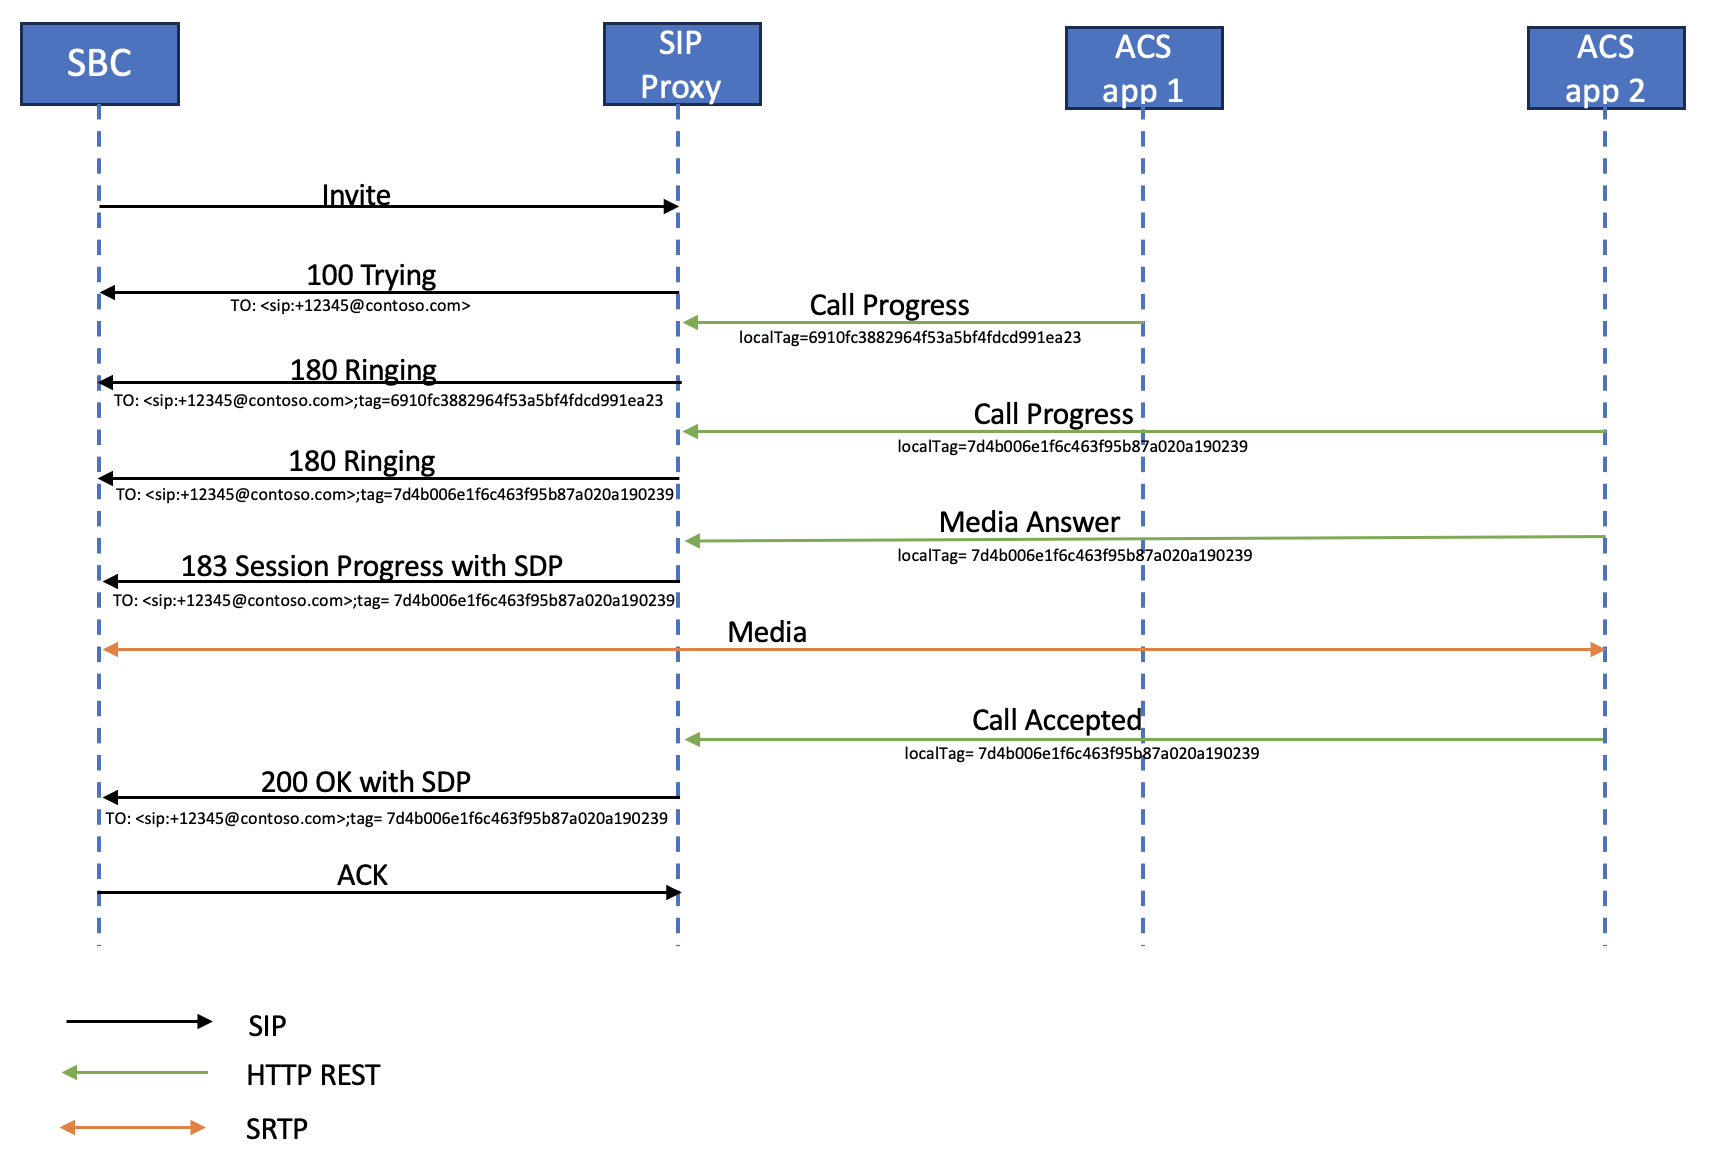 SBC
SIP
Proxy
ACS
app 1
ACS
app 2
Invite
100 Trying
TO: <sip:+12345@contoso.com>
Call Progress
localTag=6910fc3882964f53a5bf4fdcd991ea23
180 Ringing
TO: <sip:+12345@contoso.com>;tag=6910fc3882964f53a5bf4fdcd991ea23
Call Progress
localTag=7d4b006e1f6c463f95b87a020a190239
180 Ringing
TO: <sip:+12345@contoso.com>;tag=7d4b006e1f6c463f95b87a020a190239
Media Answer
localTag= 7d4b006e1f6c463f95b87a020a190239
183 Session Progress with SDP
TO: <sip:+12345@contoso.com>;tag= 7d4b006e1f6c463f95b87a020a190239
Media
Call Accepted
localTag= 7d4b006e1f6c463f95b87a020a190239
200 OK with SDP
TO: <sip:+12345@contoso.com>;tag= 7d4b006e1f6c463f95b87a020a190239
ACK
SIP
HTTP REST
SRTP